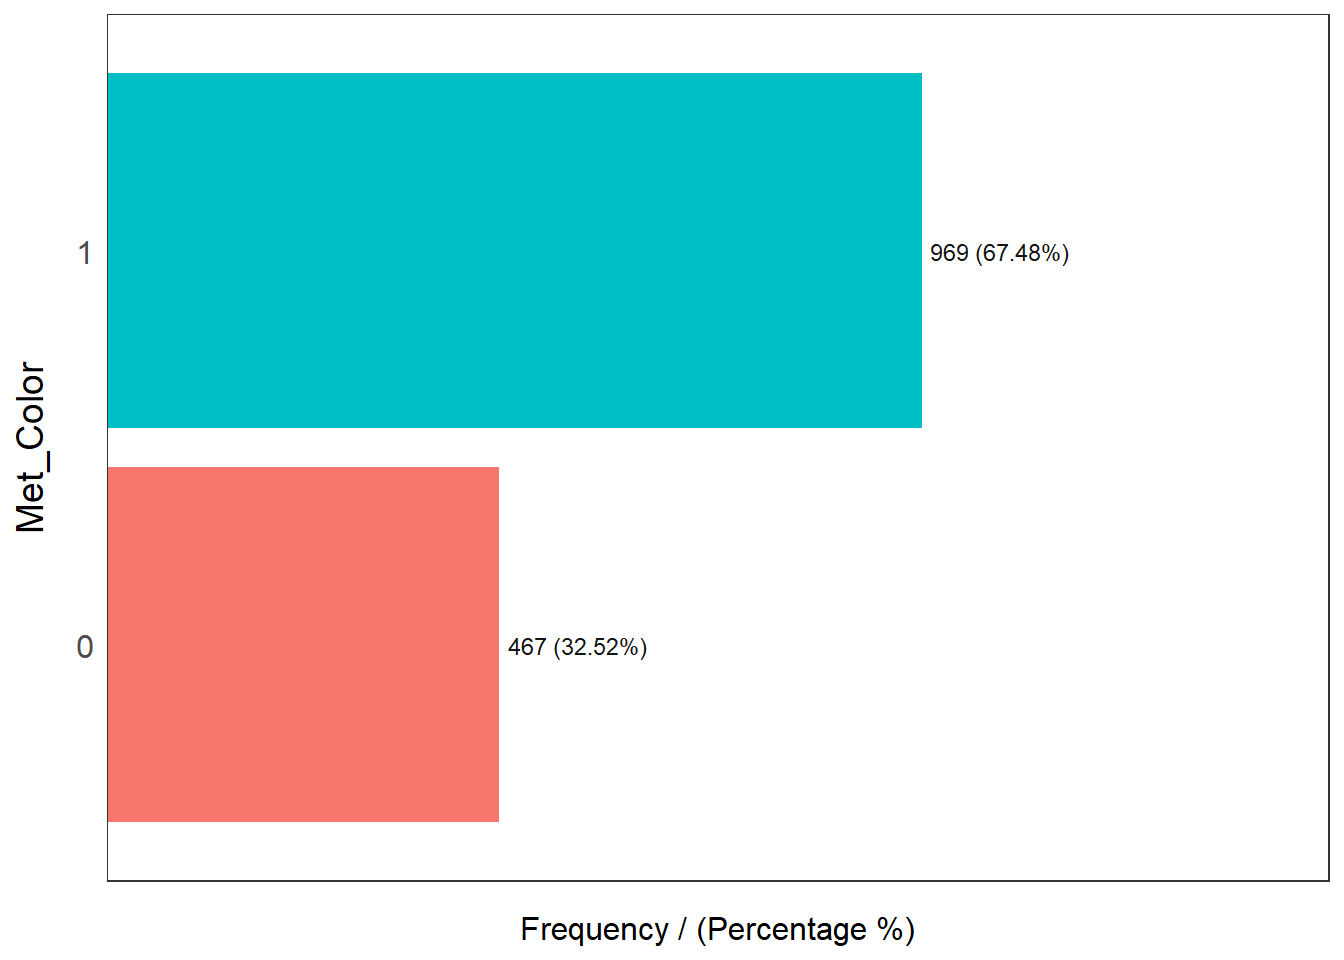 Met_Color
1
969 (67.48%)
0
467 (32.52%)
Frequency / (Percentage %)